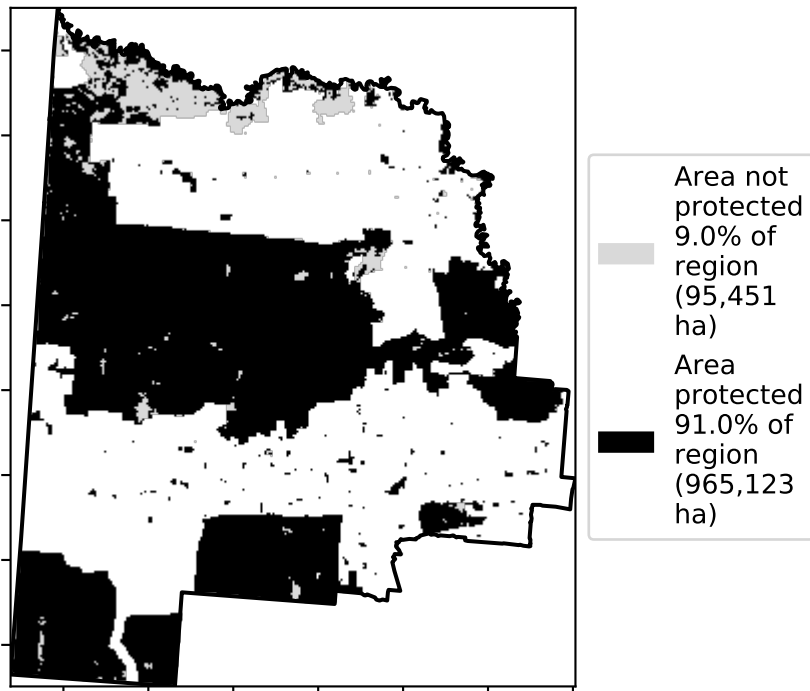 Area not
protected
9.0% of
region
(95,451
ha)
Area
protected
91.0% of
region
(965,123
ha)